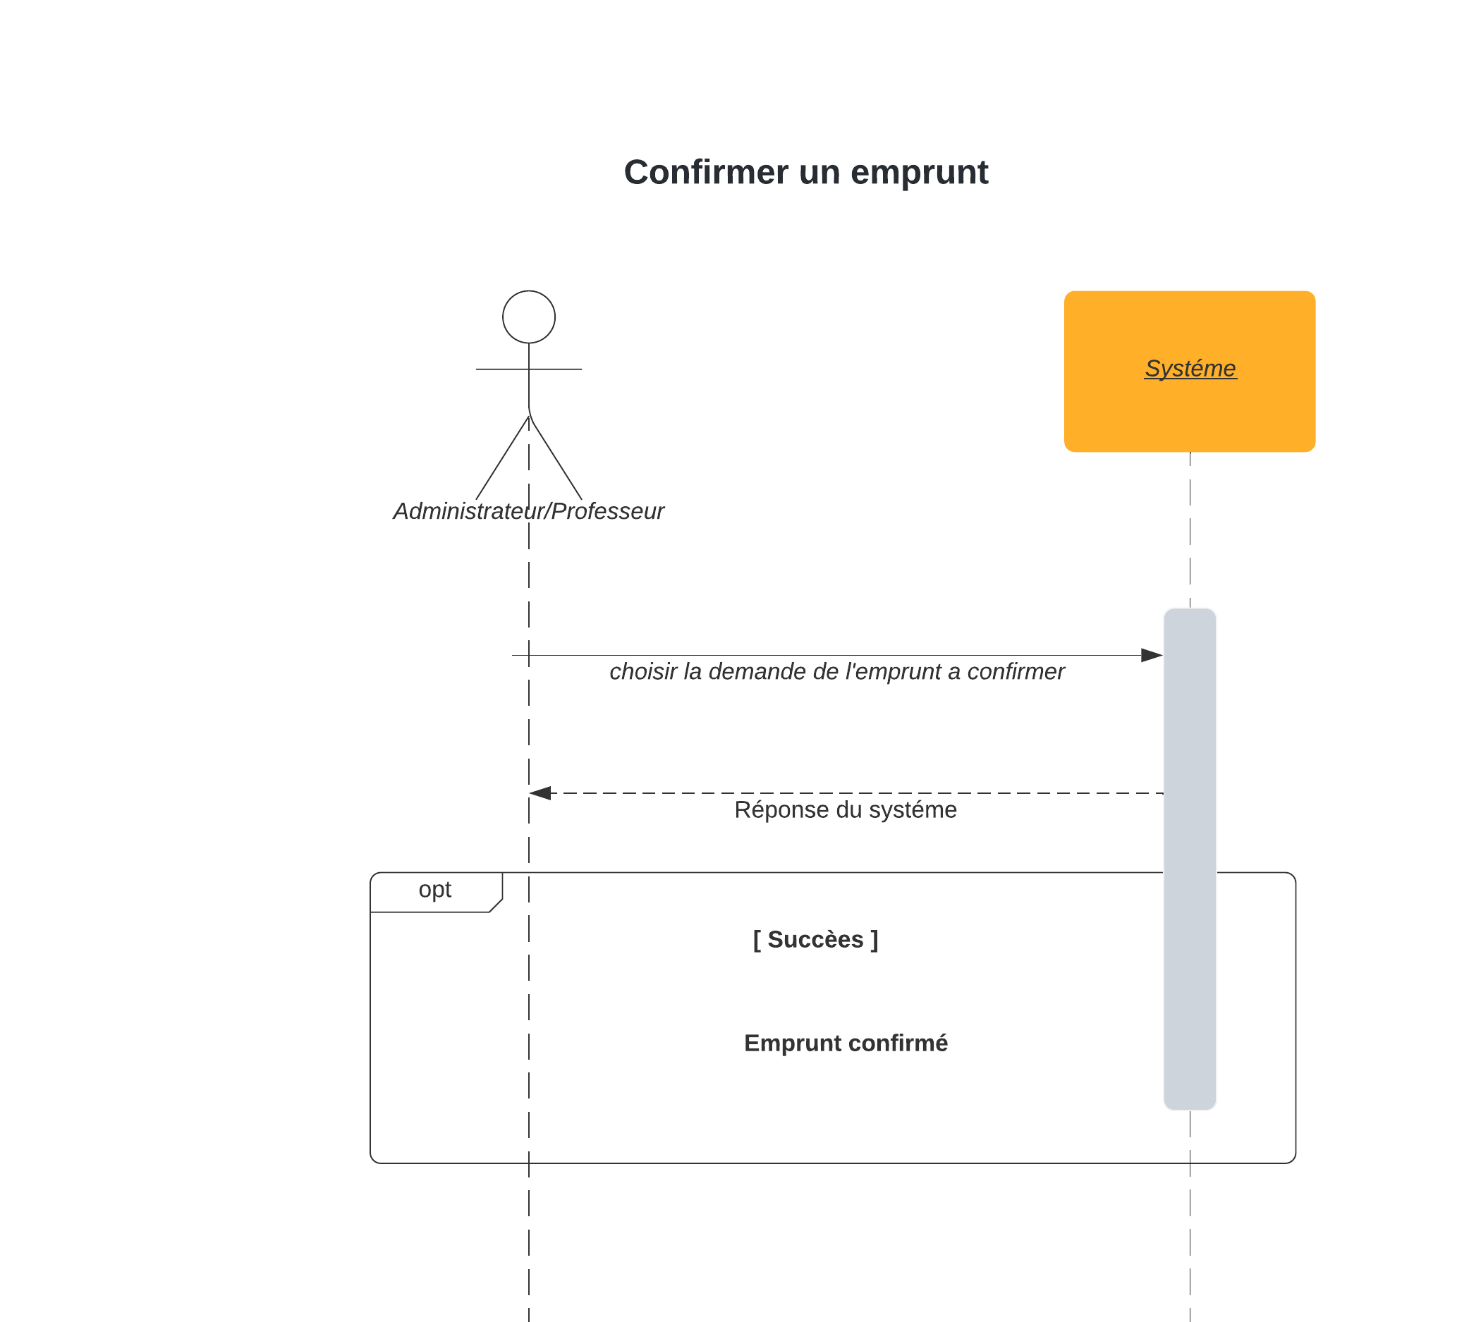 Confirmer un emprunt
Systéme
Administrateur/Professeur
choisir la demande de l'emprunt a confirmer
Réponse du systéme
opt
[ Succèes ]
Emprunt confirmé